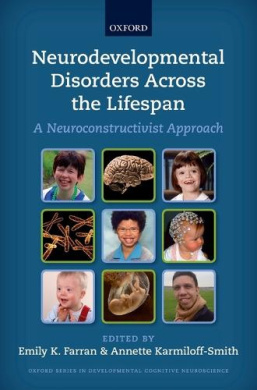 OXFORD
Neurodevelopmental
Disorders Across
the Lifespan
A Neuroconstructivist Approach
EDITED BY
Emily K. Farran & Annette Karmiloff-Smith
OXFORD SERIES IN DEVELOPMENTAL COGNITIVE NEUROSCIENCE